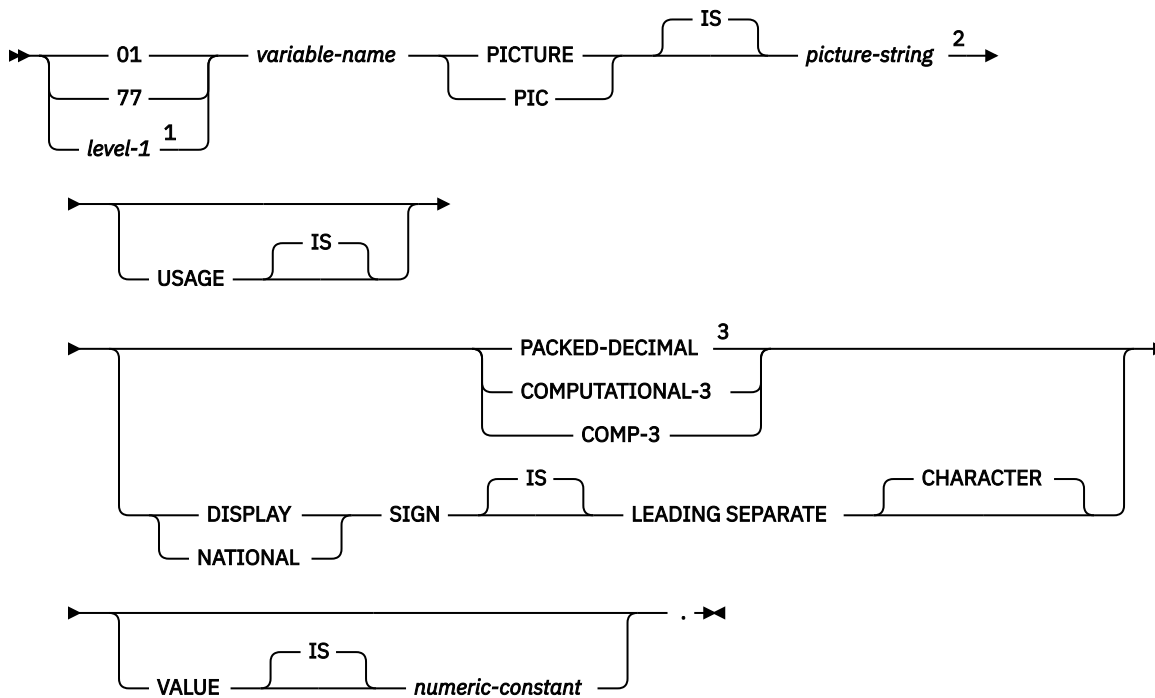 IS
01 variable-name PICTURE picture-string 2
77 PIC
level-1 1
IS
USAGE
PACKED-DECIMAL 3
COMPUTATIONAL-3
COMP-3
IS CHARACTER
DISPLAY SIGN LEADING SEPARATE
NATIONAL
.
IS
VALUE numeric-constant